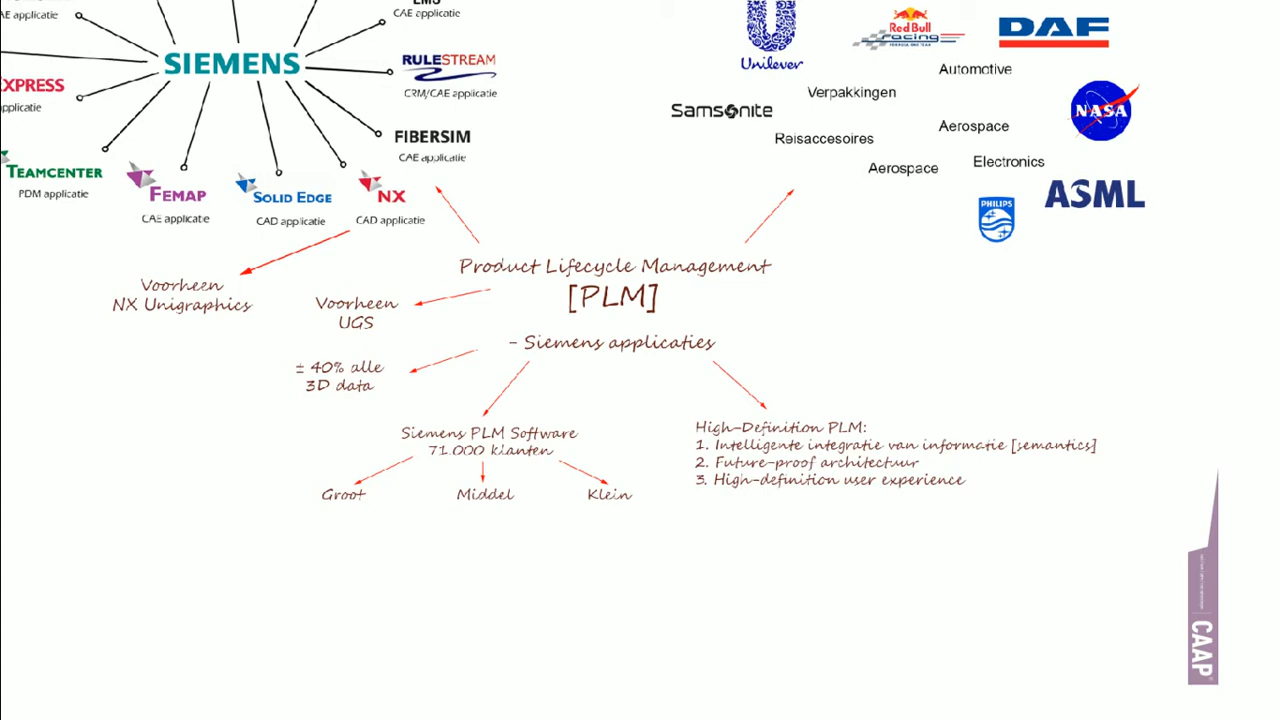 CAE applicatie
SIEMENS
RULESTREAM
CRM/CAE applicatie
XPRESS
applicatie
FIBERSIM
CAE applicatie
TEAMCENTER
PDM applicatie
FEMAP
CAE applicatie
SOLID EDGE
CAD applicatie
NX
CAD applicatie
Unilever
Red Bull
racing
DAF
Automotive
Verpakkingen
Samsonite
NASA
Reisaccesoires
Aerospace
Aerospace
Electronics
ASML
PHILIPS
Product Lifecycle Management
[PLM]
- Siemens applicaties
Voorheen
NX Unigraphics
Voorheen
UGS
± 40% alle
3D data
Siemens PLM Software
71.000 klanten
Groot
Middel
Klein
High-Definition PLM:
1. Intelligente integratie van informatie [semantics]
2. Future-proof architectuur
3. High-definition user experience
CAAP